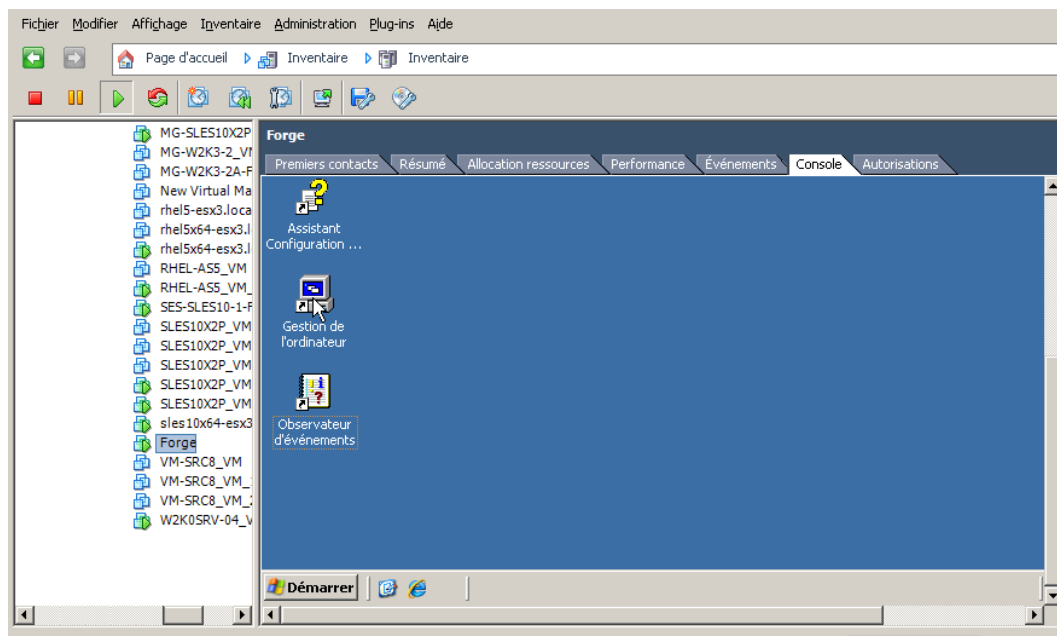 Fichier Modifier Affichage Inventaire Administration Plug-ins Aide
Page d'accueil Inventaire Inventaire
MG-SLES10X2P
MG-W2K3-2_VM
MG-W2K3-2A-F
New Virtual Ma
rhel5-esx3.loca
rhel5x64-esx3.l
rhel5x64-esx3.l
RHEL-AS5_VM
RHEL-AS5_VM_
SES-SLES10-1-F
SLES10X2P_VM
SLES10X2P_VM
SLES10X2P_VM
SLES10X2P_VM
SLES10X2P_VM
sles10x64-esx3
Forge
VM-SRC8_VM
VM-SRC8_VM_
VM-SRC8_VM_2
W2K0SRV-04_V
Forge
Premiers contacts Résumé Allocation ressources Performance Événements Console Autorisations
Assistant
Configuration ...
Gestion de
l'ordinateur
Observateur
d'événements
Démarrer